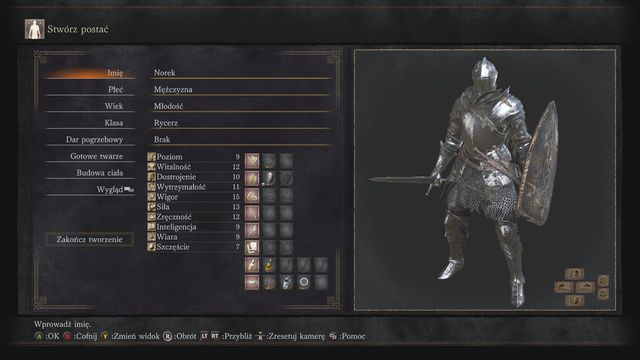 Stwórz postać
Imię Norek
Płeć Mężczyzna
Wiek Młodość
Klasa Rycerz
Dar pogrzebowy Brak
Gotowe twarze
Budowa ciała
Wygląd
Zakończ tworzenie
Poziom 9
Witalność 12
Dostrojenie 10
Wytrzymałość 11
Wigor 15
Siła 13
Zręczność 12
Inteligencja 9
Wiara 9
Szczęście 7
Wprowadź imię.
A :OK B :Cofnij Y :Zmień widok R :Obrót LT RT :Przybliż R :Zresetuj kamerę :Pomoc